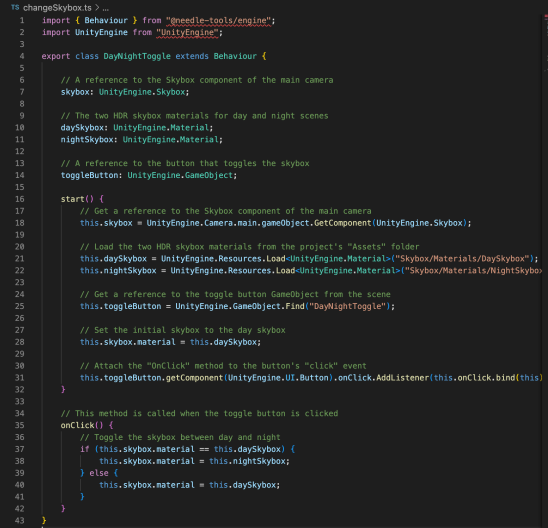 TS changeSkybox.ts > ...
1 import { Behaviour } from "@needle-tools/engine";
2 import UnityEngine from "UnityEngine";
3
4 export class DayNightToggle extends Behaviour {
5
6 // A reference to the Skybox component of the main camera
7 skybox: UnityEngine.Skybox;
8
9 // The two HDR skybox materials for day and night scenes
10 daySkybox: UnityEngine.Material;
11 nightSkybox: UnityEngine.Material;
12
13 // A reference to the button that toggles the skybox
14 toggleButton: UnityEngine.GameObject;
15
16 start() {
17 // Get a reference to the Skybox component of the main camera
18 this.skybox = UnityEngine.Camera.main.gameObject.GetComponent(UnityEngine.Skybox);
19
20 // Load the two HDR skybox materials from the project's "Assets" folder
21 this.daySkybox = UnityEngine.Resources.Load<UnityEngine.Material>("Skybox/Materials/DaySkybox");
22 this.nightSkybox = UnityEngine.Resources.Load<UnityEngine.Material>("Skybox/Materials/NightSkybox
23
24 // Get a reference to the toggle button GameObject from the scene
25 this.toggleButton = UnityEngine.GameObject.Find("DayNightToggle");
26
27 // Set the initial skybox to the day skybox
28 this.skybox.material = this.daySkybox;
29
30 // Attach the "OnClick" method to the button's "click" event
31 this.toggleButton.getComponent(UnityEngine.UI.Button).onClick.AddListener(this.onClick.bind(this)
32 }
33
34 // This method is called when the toggle button is clicked
35 onClick() {
36 // Toggle the skybox between day and night
37 if (this.skybox.material == this.daySkybox) {
38 this.skybox.material = this.nightSkybox;
39 } else {
40 this.skybox.material = this.daySkybox;
41 }
42 }
43 }